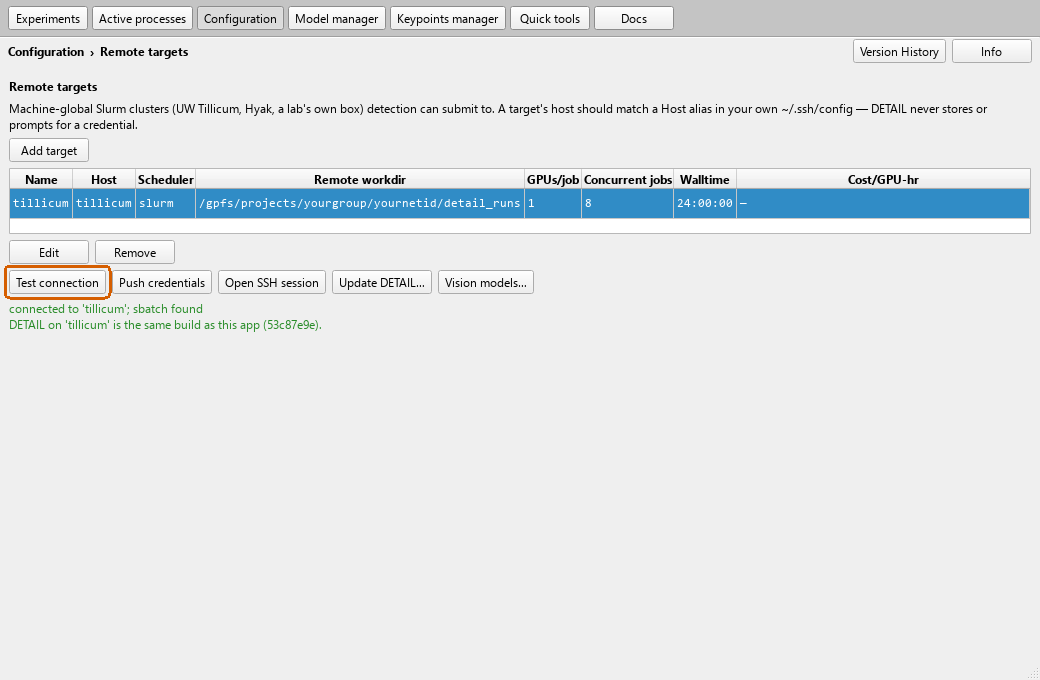 Experiments Active processes Configuration Model manager Keypoints manager Quick tools Docs
Configuration › Remote targets Version History Info
Remote targets
Machine-global Slurm clusters (UW Tillicum, Hyak, a lab's own box) detection can submit to. A target's host should match a Host alias in your own ~/.ssh/config — DETAIL never stores or
prompts for a credential.
Add target
Name Host Scheduler Remote workdir GPUs/job Concurrent jobs Walltime Cost/GPU-hr
tillicum tillicum slurm /gpfs/projects/yourgroup/yournetid/detail_runs 1 8 24:00:00 —
Edit Remove
Test connection Push credentials Open SSH session Update DETAIL... Vision models...
connected to 'tillicum'; sbatch found
DETAIL on 'tillicum' is the same build as this app (53c87e9e).